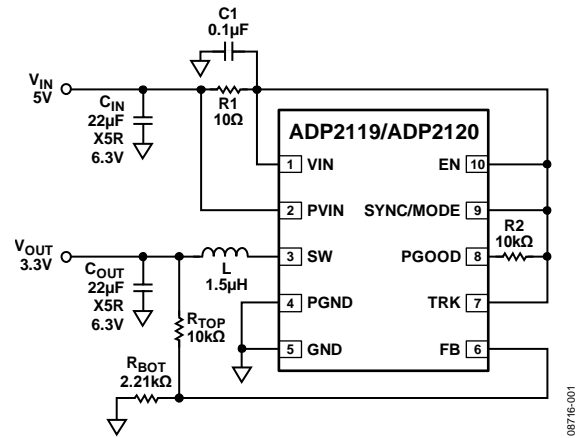 C1
0.1µF
VIN
5V
CIN
22µF
X5R
6.3V
R1
10Ω
ADP2119/ADP2120
1 VIN
EN 10
2 PVIN
SYNC/MODE 9
R2
10kΩ
VOUT
3.3V
COUT
22µF
X5R
6.3V
L
1.5µH
3 SW
PGOOD 8
4 PGND
TRK 7
RTOP
10kΩ
5 GND
FB 6
RBOT
2.21kΩ
08716-001